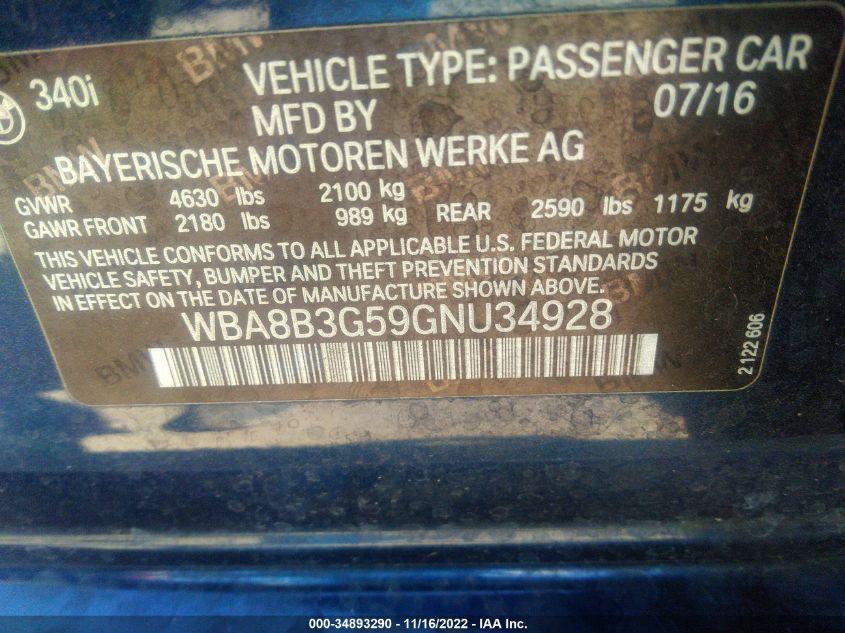 340i VEHICLE TYPE: PASSENGER CAR
MFD BY 07/16
BAYERISCHE MOTOREN WERKE AG
GVWR 4630 lbs 2100 kg
GAWR FRONT 2180 lbs 989 kg REAR 2590 lbs 1175 kg
THIS VEHICLE CONFORMS TO ALL APPLICABLE U.S. FEDERAL MOTOR
VEHICLE SAFETY, BUMPER AND THEFT PREVENTION STANDARDS
IN EFFECT ON THE DATE OF MANUFACTURE SHOWN ABOVE.
WBA8B3G59GNU34928
2 122 606
000-34893290 - 11/16/2022 - IAA Inc.